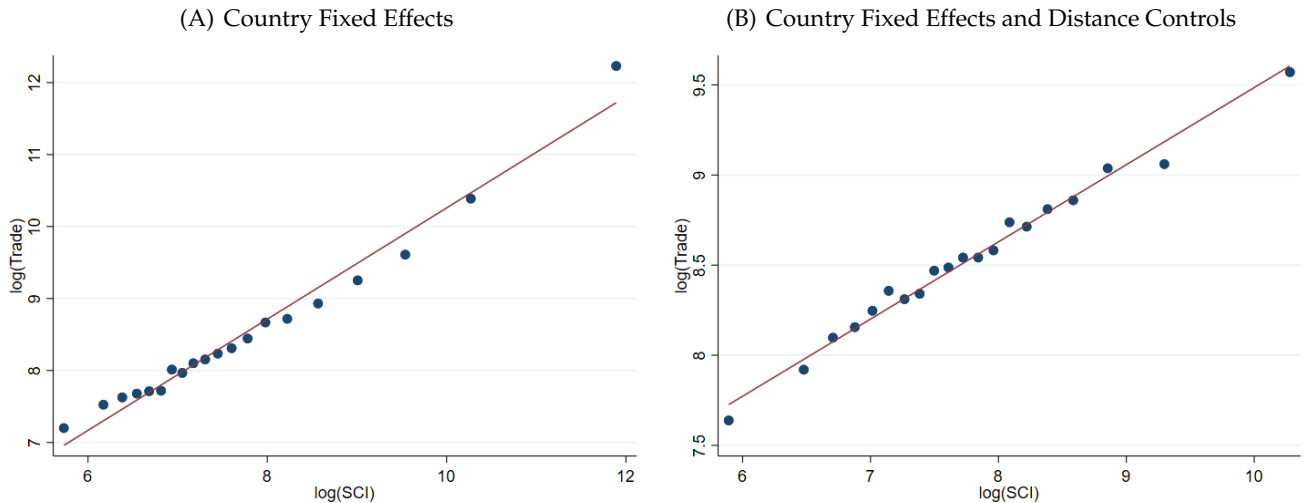 (A) Country Fixed Effects
12
11
10
9
8
7
log(Trade)
6 8 10 12
log(SCI)
(B) Country Fixed Effects and Distance Controls
9.5
9
8.5
8
7.5
log(Trade)
6 7 8 9 10
log(SCI)